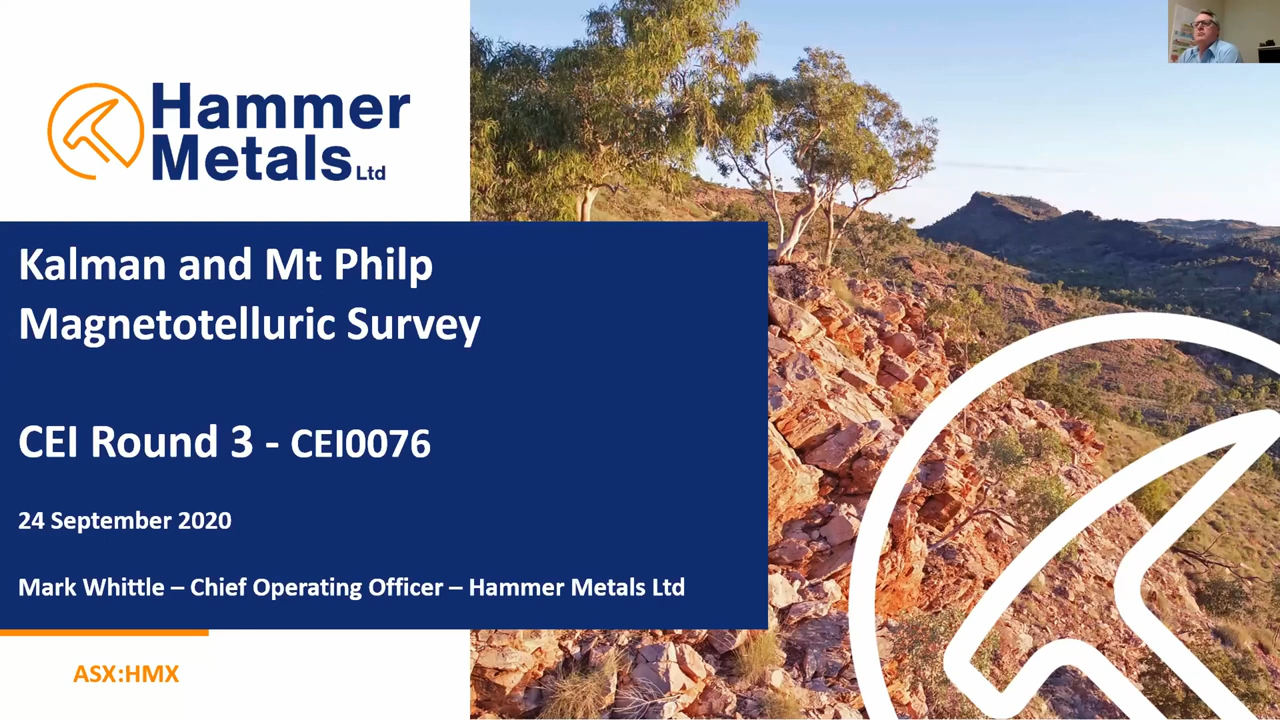 Hammer
Metals Ltd
Kalman and Mt Philp
Magnetotelluric Survey
CEI Round 3 - CEI0076
24 September 2020
Mark Whittle – Chief Operating Officer – Hammer Metals Ltd
ASX:HMX